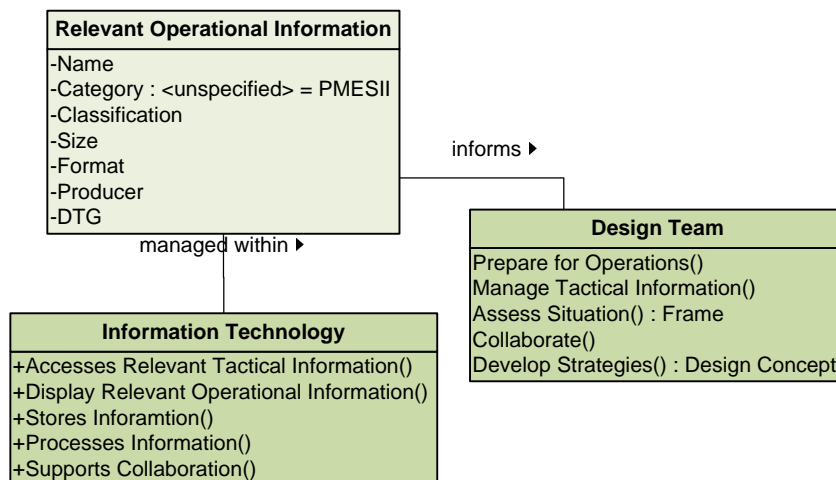 Relevant Operational Information
-Name
-Category : <unspecified> = PMESII
-Classification
-Size
-Format
-Producer
-DTG
informs
managed within
Design Team
Prepare for Operations()
Manage Tactical Information()
Assess Situation() : Frame
Collaborate()
Develop Strategies() : Design Concept
Information Technology
+Accesses Relevant Tactical Information()
+Display Relevant Operational Information()
+Stores Inforamtion()
+Processes Information()
+Supports Collaboration()